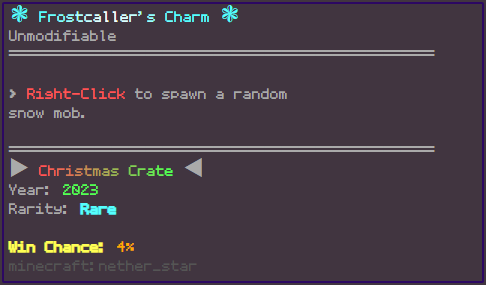 ❃ Frostcaller's Charm ❃
Unmodifiable
> Right-Click to spawn a random
snow mob.
▶ Christmas Crate ◀
Year: 2023
Rarity: Rare
Win Chance: 4%
minecraft:nether_star